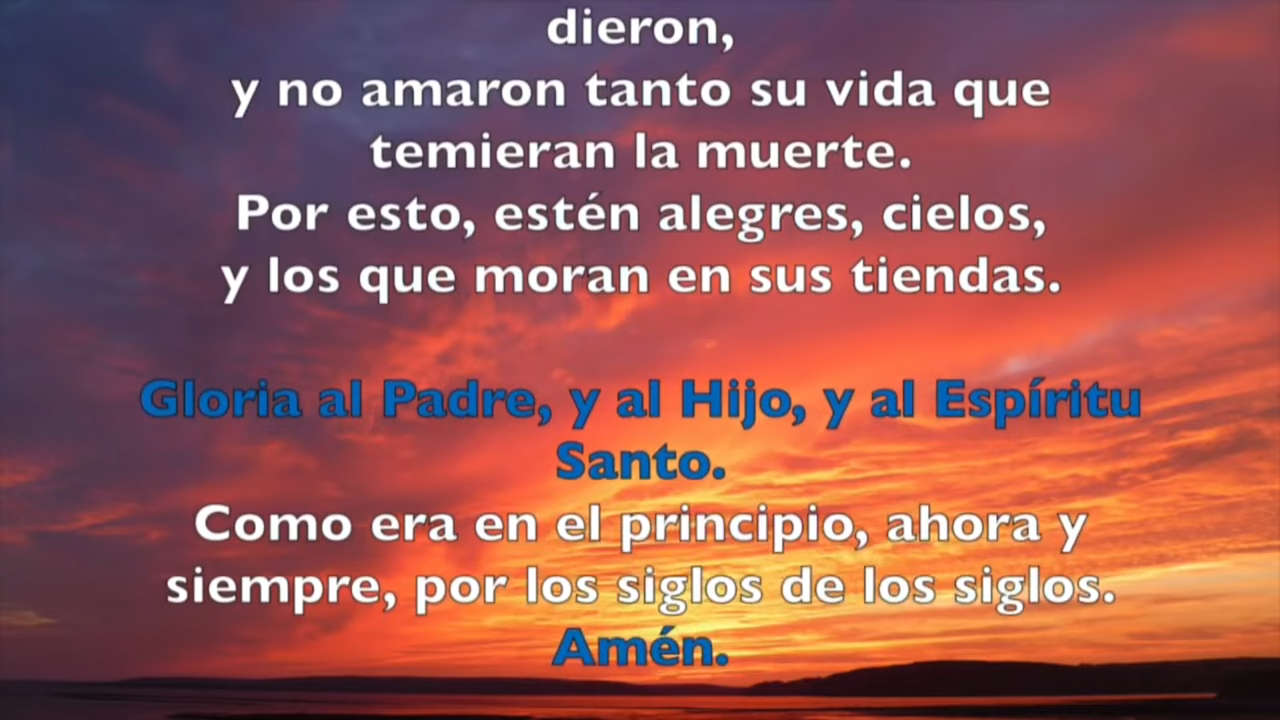 dieron,
y no amaron tanto su vida que
temieran la muerte.
Por esto, estén alegres, cielos,
y los que moran en sus tiendas.
Gloria al Padre, y al Hijo, y al Espíritu
Santo.
Como era en el principio, ahora y
siempre, por los siglos de los siglos.
Amén.